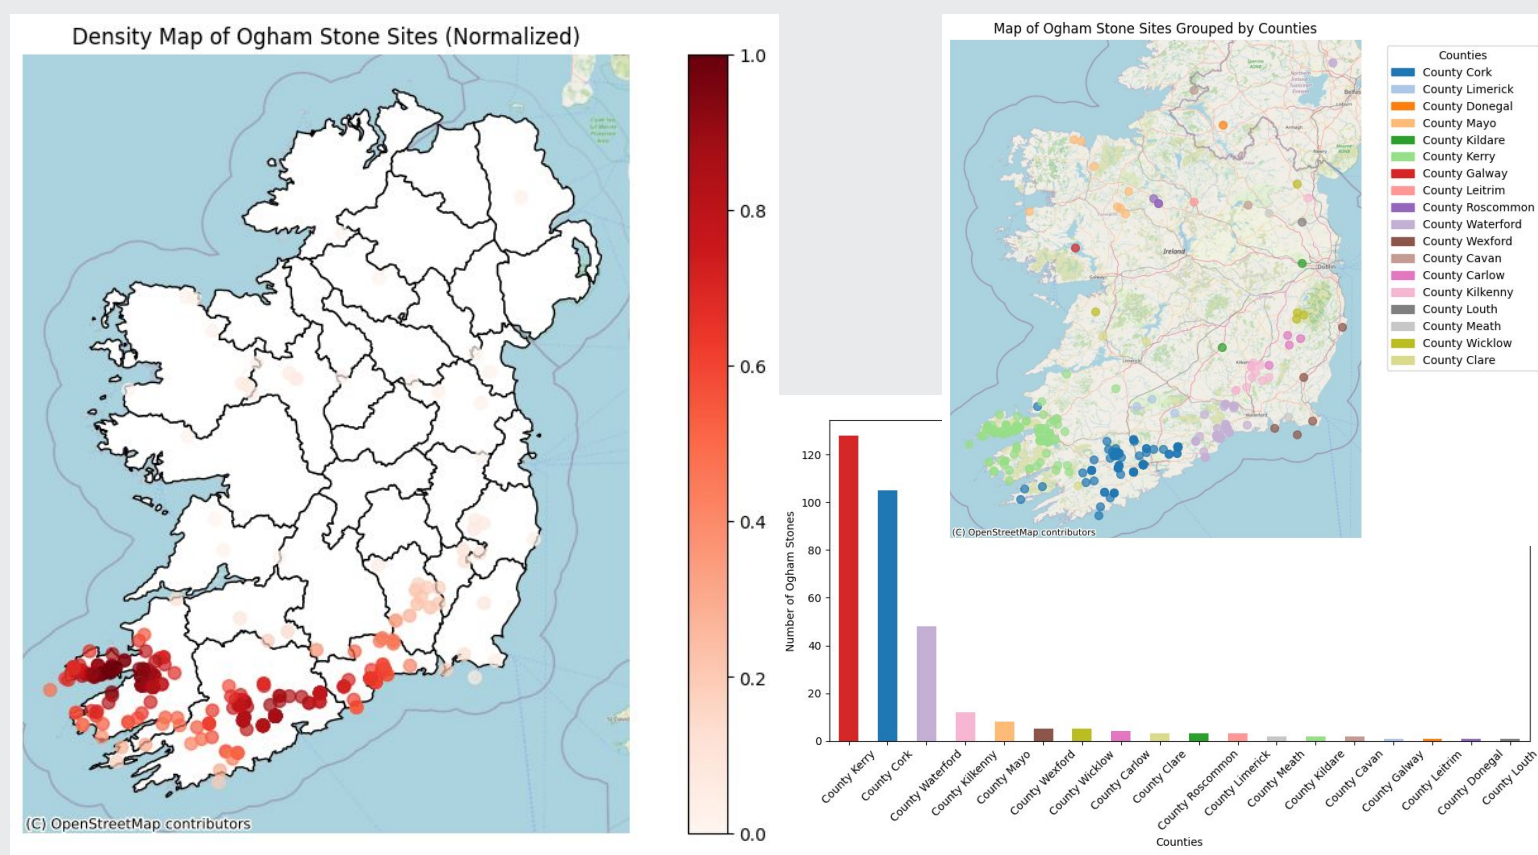 Density Map of Ogham Stone Sites (Normalized)
1.0
0.8
0.6
0.4
0.2
0.0
(C) OpenStreetMap contributors
Map of Ogham Stone Sites Grouped by Counties
Ireland
Dublin
Limerick
Armagh
(C) OpenStreetMap contributors
Counties
County Cork
County Limerick
County Donegal
County Mayo
County Kildare
County Kerry
County Galway
County Leitrim
County Roscommon
County Waterford
County Wexford
County Cavan
County Carlow
County Kilkenny
County Louth
County Meath
County Wicklow
County Clare
Number of Ogham Stones
120
100
80
60
40
20
0
County Kerry
County Cork
County Waterford
County Kilkenny
County Mayo
County Wexford
County Wicklow
County Carlow
County Clare
County Roscommon
County Limerick
County Meath
County Kildare
County Cavan
County Galway
County Leitrim
County Donegal
County Louth
Counties